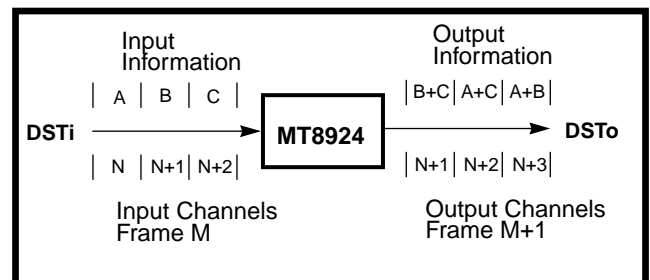 Input
Information
Output
Information
| A | B | C |
|B+C| A+C| A+B|
DSTi
MT8924
DSTo
| N | N+1 | N+2 |
| N+1 | N+2 | N+3 |
Input Channels
Frame M
Output Channels
Frame M+1